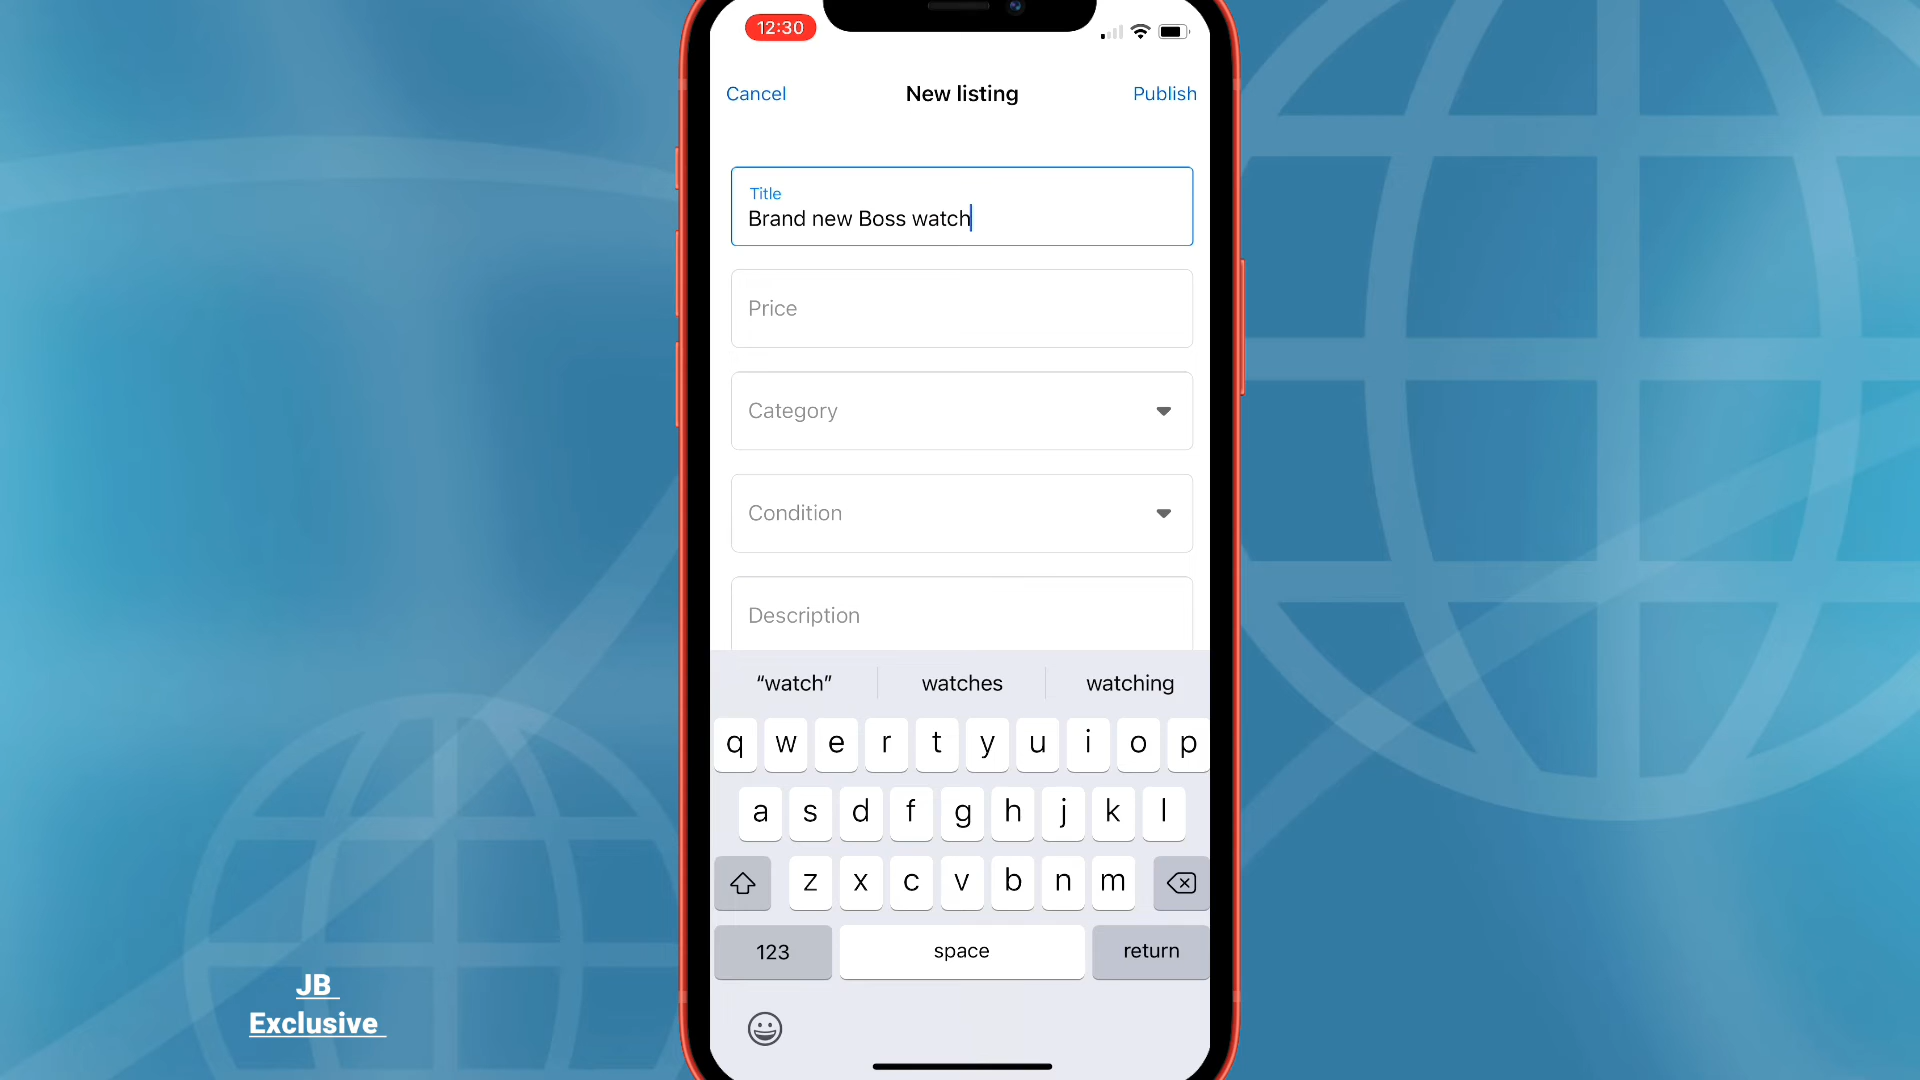 12:30
Cancel New listing Publish
Title
Brand new Boss watch
Price
Category
Condition
Description
“watch” watches watching
q w e r t y u i o p
a s d f g h j k l
z x c v b n m
123 space return
JB
Exclusive